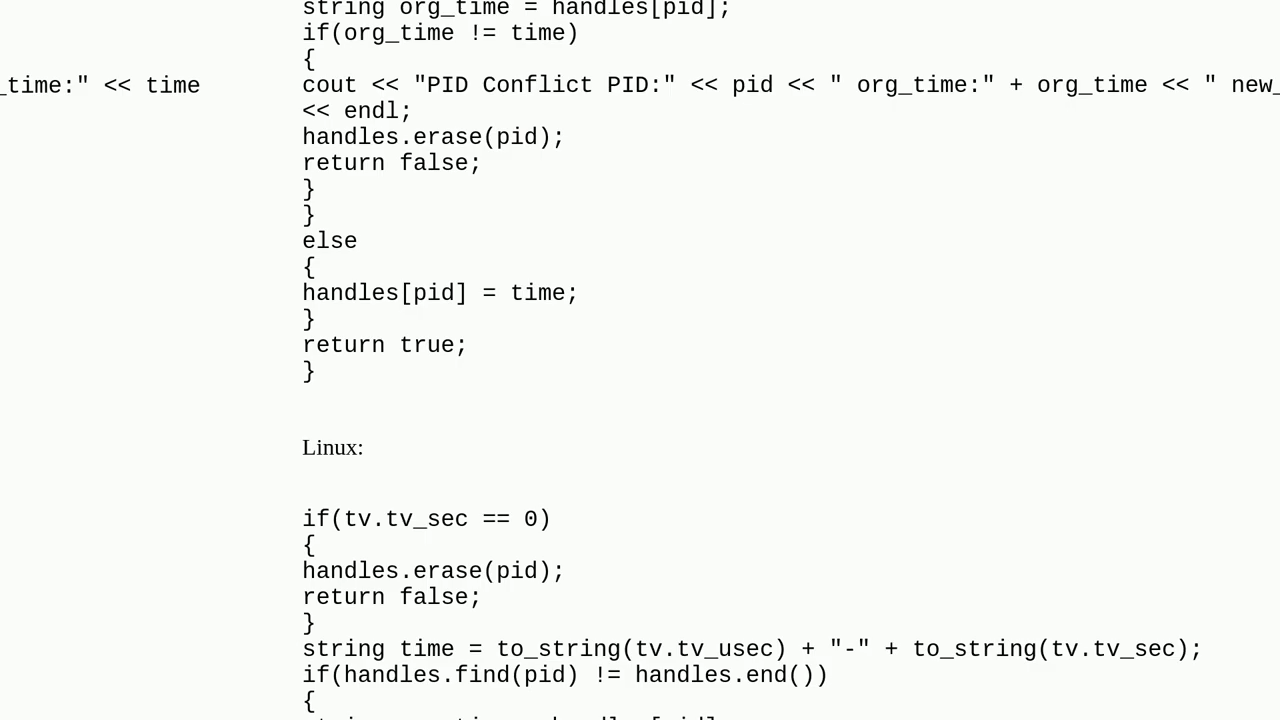 string org_time = handles[pid];
if(org_time != time)
{
_time:" << time
cout << "PID Conflict PID:" << pid << " org_time:" + org_time << " new_
<< endl;
handles.erase(pid);
return false;
}
}
else
{
handles[pid] = time;
}
return true;
}
Linux:
if(tv.tv_sec == 0)
{
handles.erase(pid);
return false;
}
string time = to_string(tv.tv_usec) + "-" + to_string(tv.tv_sec);
if(handles.find(pid) != handles.end())
{